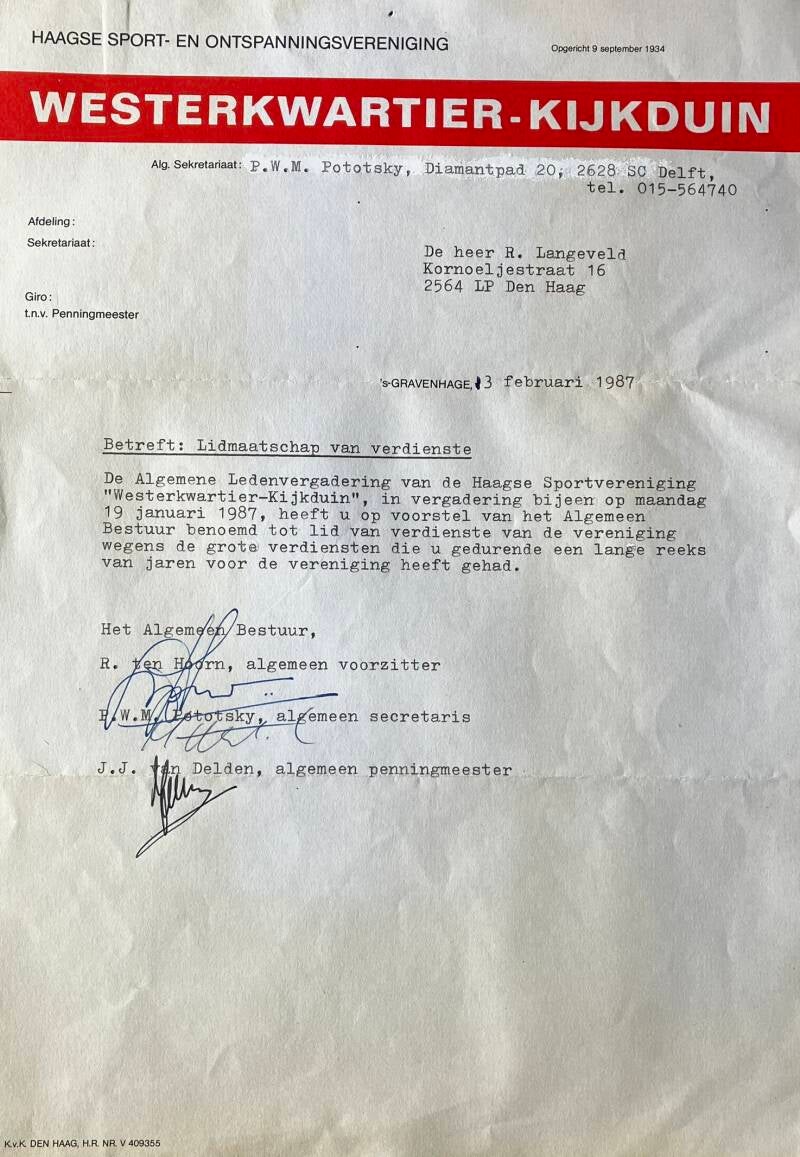 HAAGSE SPORT- EN ONTSPANNINGSVERENIGING
Opgericht 9 september 1934
WESTERKWARTIER-KIJKDUIN
Alg. Sekretariaat: P.W.M. Pototsky, Diamantpad 20, 2628 SC Delft,
tel. 015-564740
Afdeling:
Sekretariaat:
De heer R. Langeveld
Kornoeljestraat 16
2564 LP Den Haag
Giro:
t.n.v. Penningmeester
's-GRAVENHAGE, 13 februari 1987
Betreft: Lidmaatschap van verdienste
De Algemene Ledenvergadering van de Haagse Sportvereniging
"Westerkwartier-Kijkduin", in vergadering bijeen op maandag
19 januari 1987, heeft u op voorstel van het Algemeen
Bestuur benoemd tot lid van verdienste van de vereniging
wegens de grote verdiensten die u gedurende een lange reeks
van jaren voor de vereniging heeft gehad.
Het Algemeen Bestuur,
R. ten Hoorn, algemeen voorzitter
P.W.M. Pototsky, algemeen secretaris
J.J. van Delden, algemeen penningmeester
K.v.K. DEN HAAG, H.R. NR. V 409355